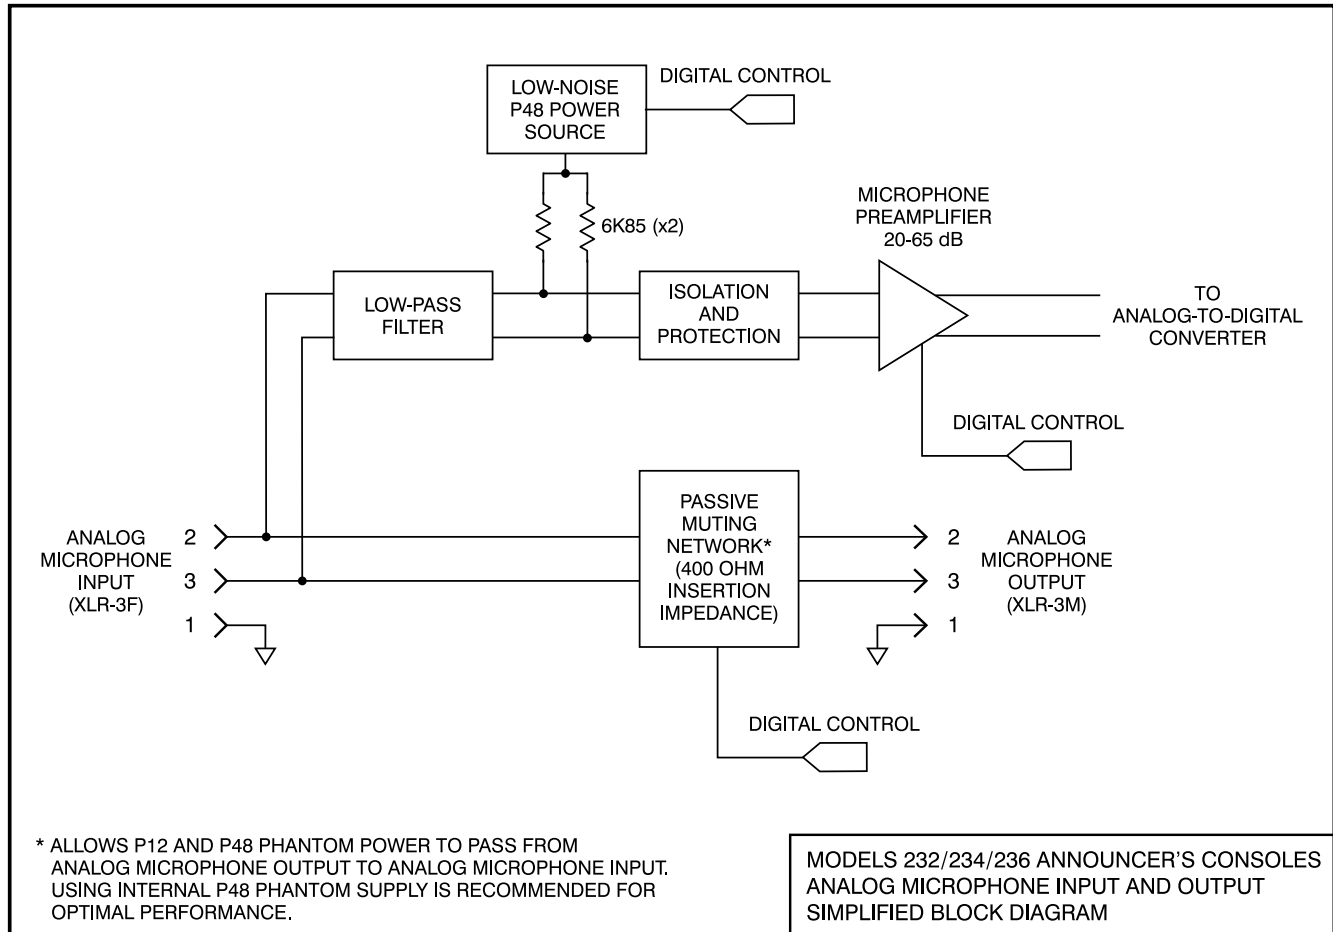 LOW-NOISE
P48 POWER
SOURCE
DIGITAL CONTROL
6K85 (x2)
MICROPHONE
PREAMPLIFIER
20-65 dB
LOW-PASS
FILTER
ISOLATION
AND
PROTECTION
TO
ANALOG-TO-DIGITAL
CONVERTER
DIGITAL CONTROL
ANALOG
MICROPHONE
INPUT
(XLR-3F)
2
3
1
PASSIVE
MUTING
NETWORK*
(400 OHM
INSERTION
IMPEDANCE)
2
3
1
ANALOG
MICROPHONE
OUTPUT
(XLR-3M)
DIGITAL CONTROL
* ALLOWS P12 AND P48 PHANTOM POWER TO PASS FROM
ANALOG MICROPHONE OUTPUT TO ANALOG MICROPHONE INPUT.
USING INTERNAL P48 PHANTOM SUPPLY IS RECOMMENDED FOR
OPTIMAL PERFORMANCE.
MODELS 232/234/236 ANNOUNCER'S CONSOLES
ANALOG MICROPHONE INPUT AND OUTPUT
SIMPLIFIED BLOCK DIAGRAM